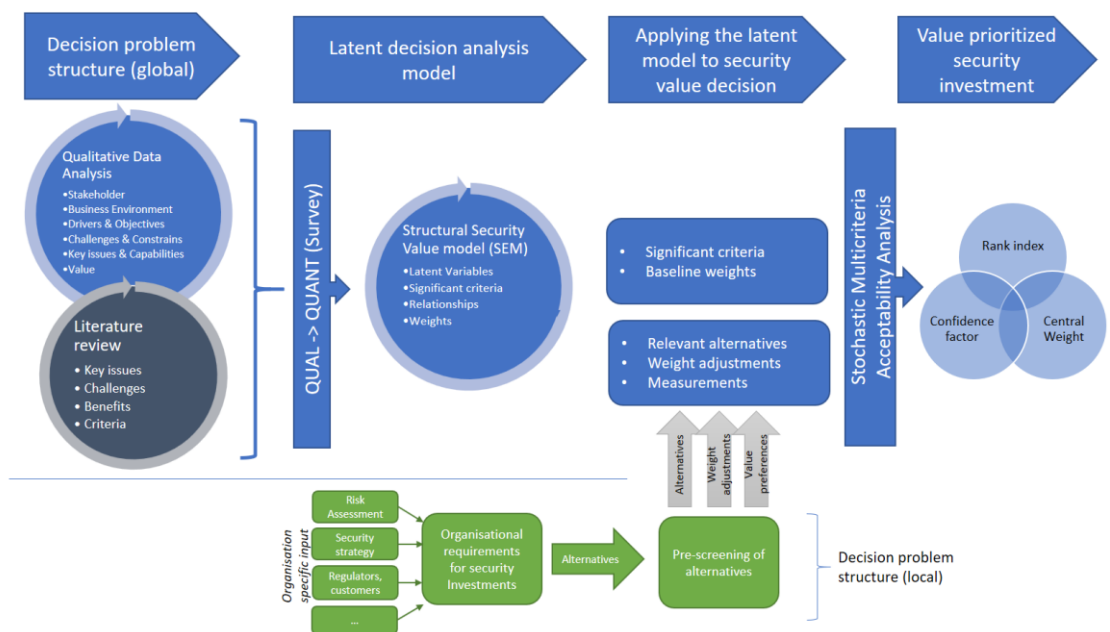 Decision problem
structure (global)
Latent decision analysis
model
Applying the latent
model to security
value decision
Value prioritized
security
investment
Qualitative Data
Analysis
•Stakeholder
•Business Environment
•Drivers & Objectives
•Challenges & Constrains
•Key issues & Capabilities
•Value
Literature
review
• Key issues
• Challenges
• Benefits
• Criteria
QUAL -> QUANT (Survey)
Structural Security
Value model (SEM)
•Latent Variables
•Significant criteria
•Relationships
•Weights
• Significant criteria
• Baseline weights
• Relevant alternatives
• Weight adjustments
• Measurements
Stochastic Multicriteria
Acceptability Analysis
Rank index
Confidence
factor
Central
Weight
Alternatives
Weight
adjustments
Value
preferences
Organisation
specific input
Risk
Assessment
Security
strategy
Regulators,
customers
...
Organisational
requirements
for security
Investments
Alternatives
Pre-screening of
alternatives
Decision problem
structure (local)